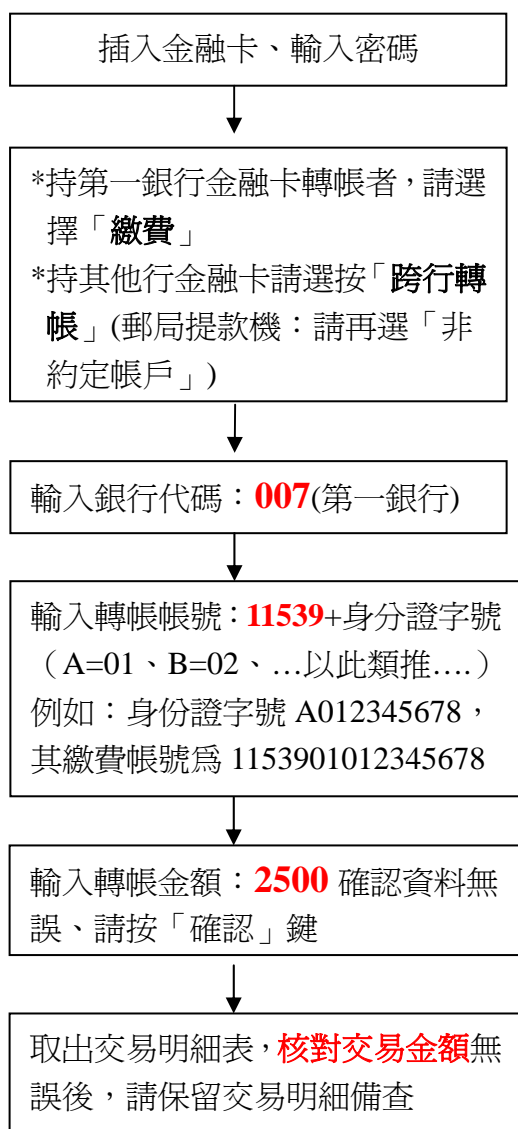 插入金融卡、輸入密碼
*持第一銀行金融卡轉帳者，請選
擇「繳費」
*持其他行金融卡請選按「跨行轉
帳」(郵局提款機：請再選「非
約定帳戶」)
輸入銀行代碼：007(第一銀行)
輸入轉帳帳號：11539+身分證字號
（A=01、B=02、…以此類推….）
例如：身份證字號 A012345678，
其繳費帳號為 1153901012345678
輸入轉帳金額：2500 確認資料無
誤、請按「確認」鍵
取出交易明細表，核對交易金額無
誤後，請保留交易明細備查